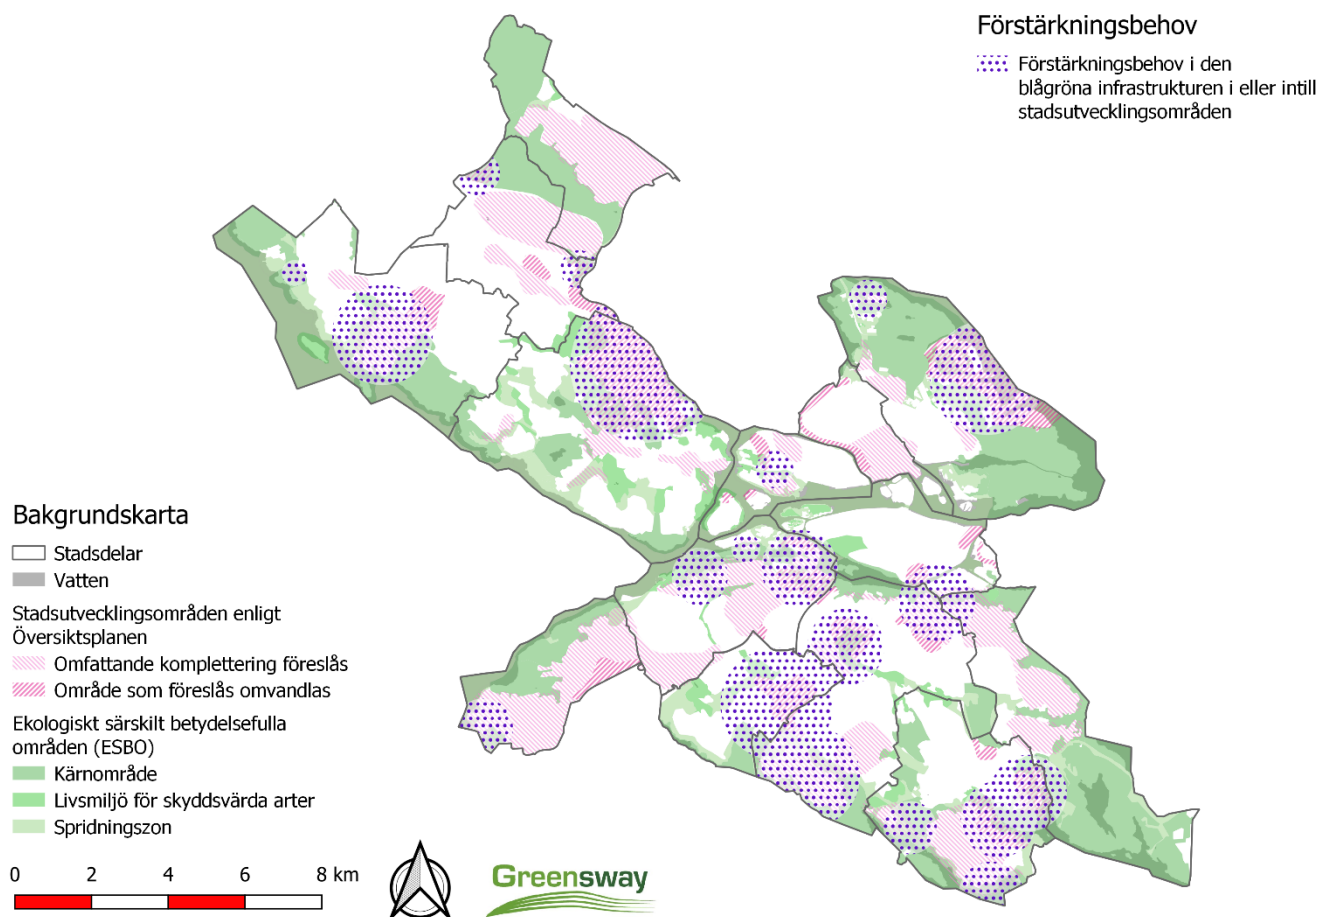 Förstärkningsbehov
Förstärkningsbehov i den
blågröna infrastrukturen i eller intill
stadsutvecklingsområden
Bakgrundskarta
Stadsdelar
Vatten
Stadsutvecklingsområden enligt
Översiktsplanen
Omfattande komplettering föreslås
Område som föreslås omvandlas
Ekologiskt särskilt betydelsefulla
områden (ESBO)
Kärnområde
Livsmiljö för skyddsvärda arter
Spridningszon
0 2 4 6 8 km
Greensway